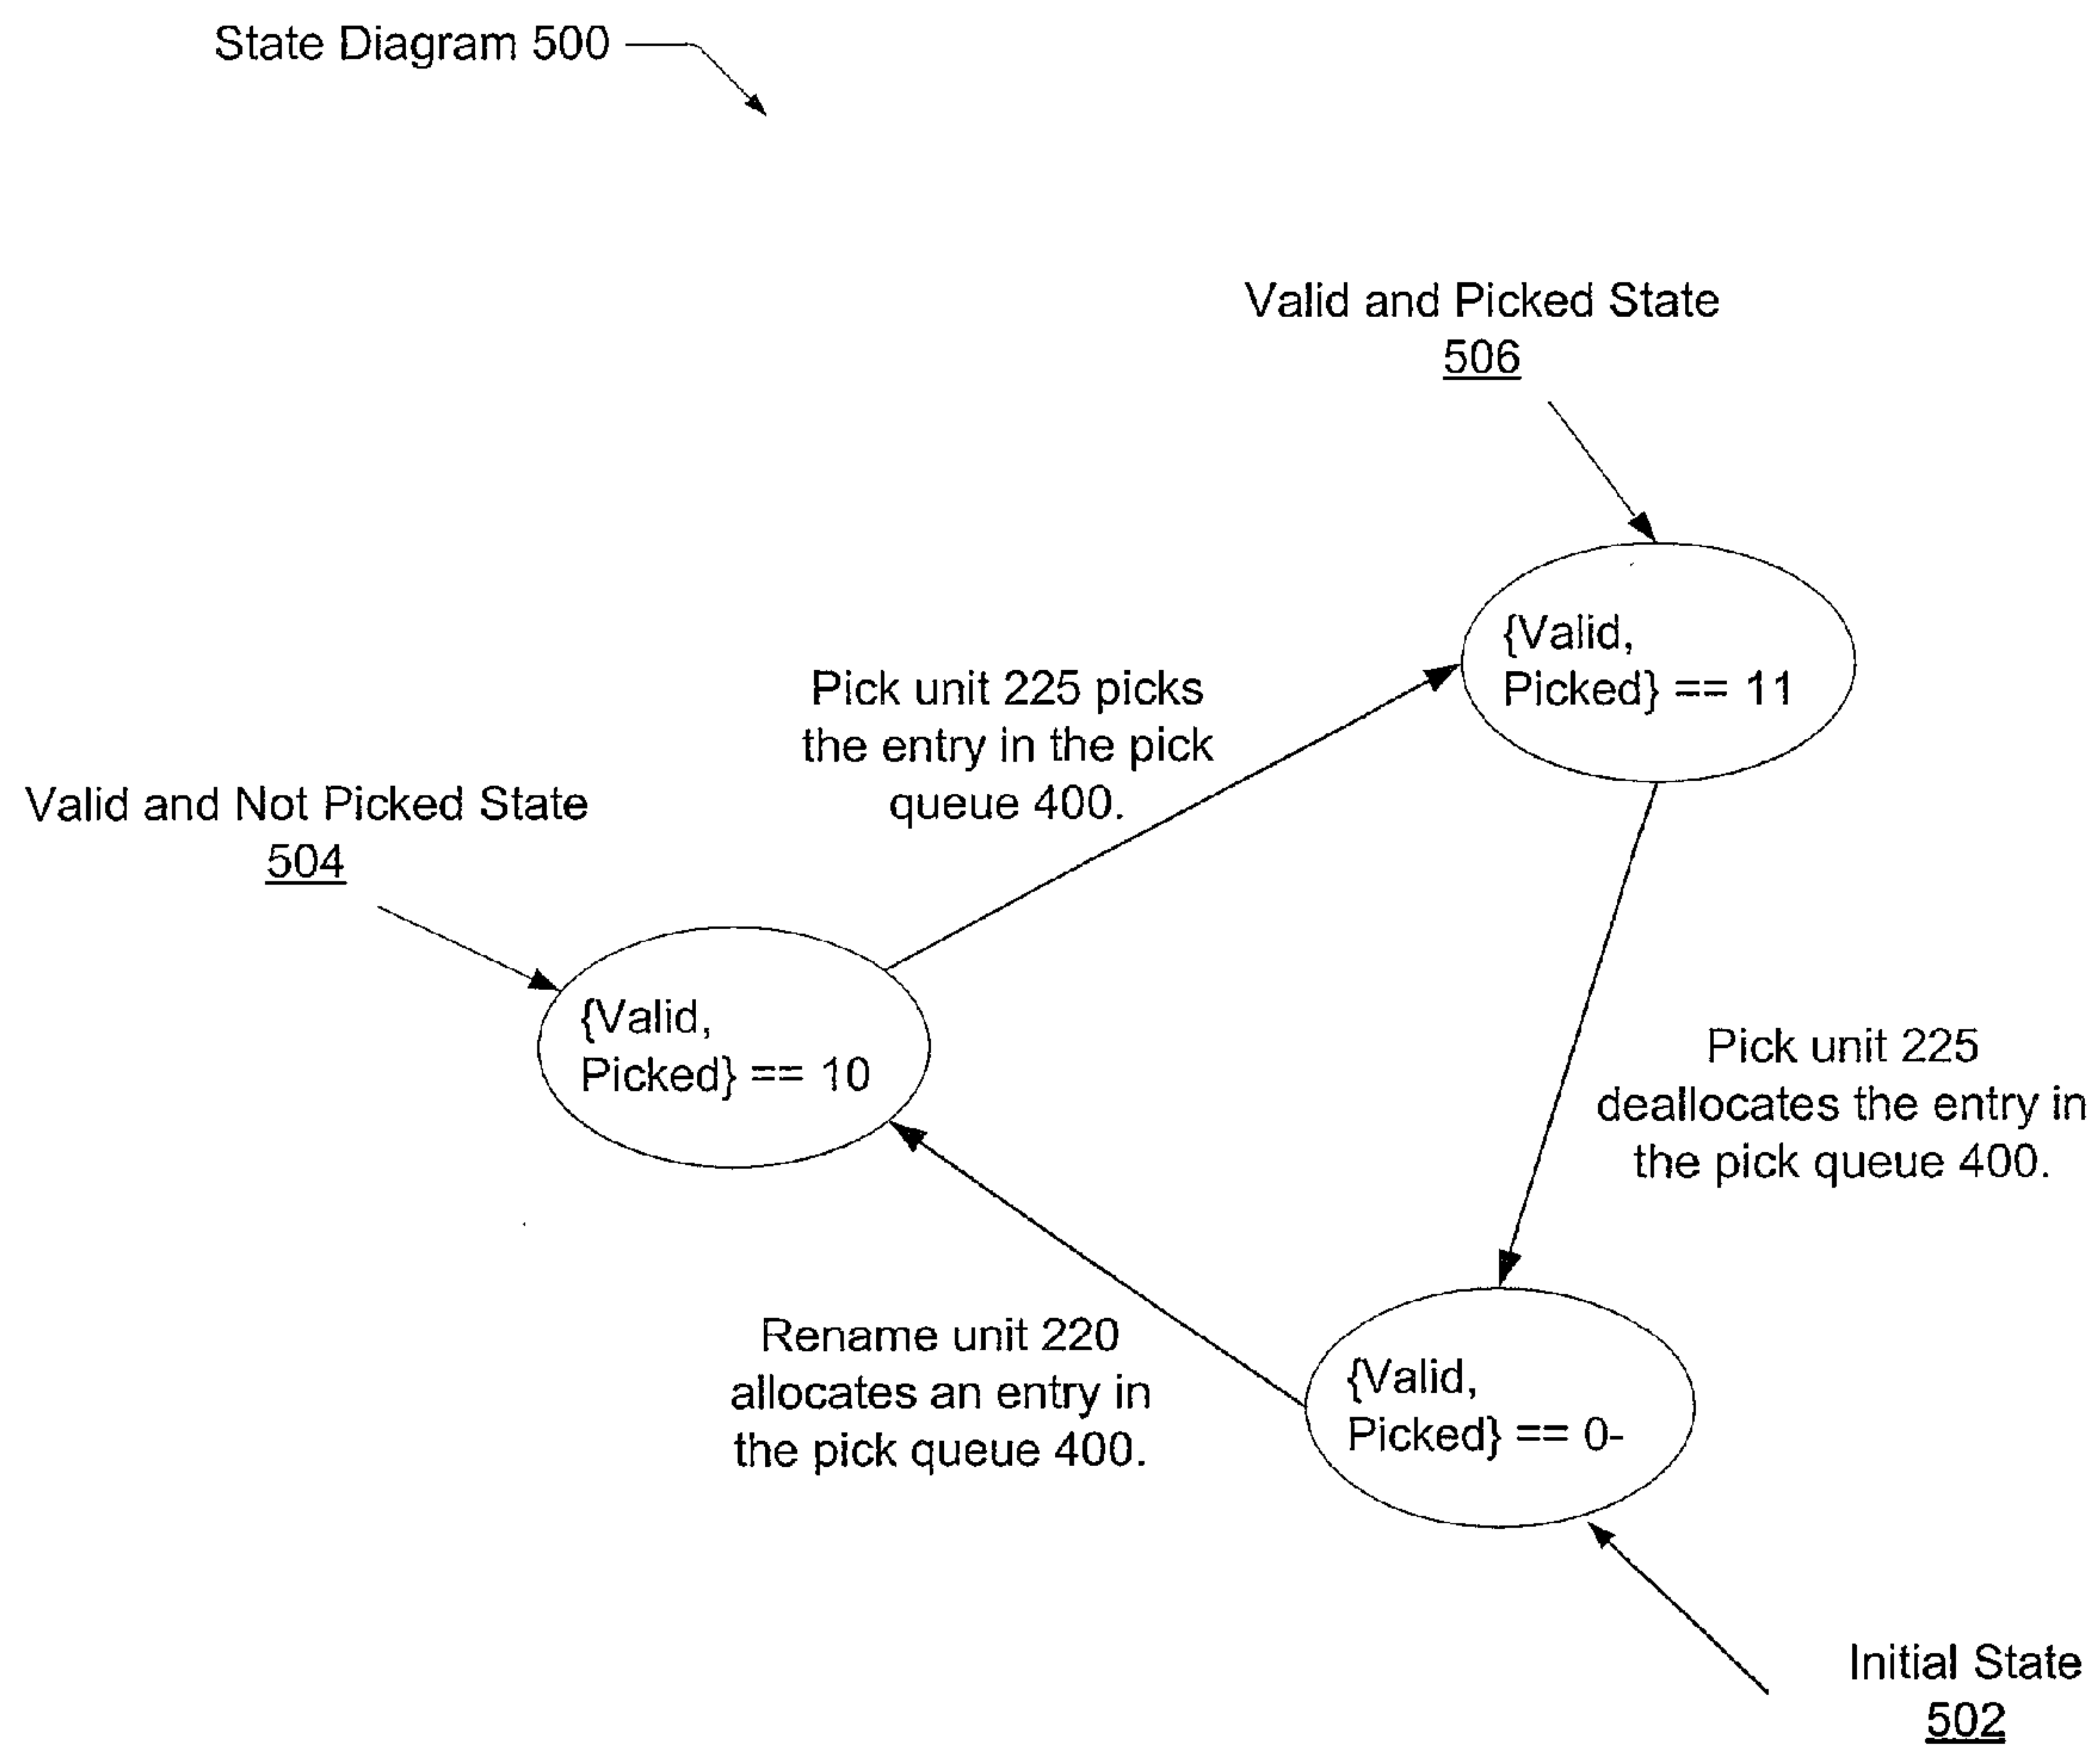 State Diagram 500
Valid and Picked State
506
{Valid,
Picked} == 11
Pick unit 225 picks
the entry in the pick
queue 400.
Valid and Not Picked State
504
{Valid,
Picked} == 10
Pick unit 225
deallocates the entry in
the pick queue 400.
Rename unit 220
allocates an entry in
the pick queue 400.
{Valid,
Picked} == 0-
Initial State
502